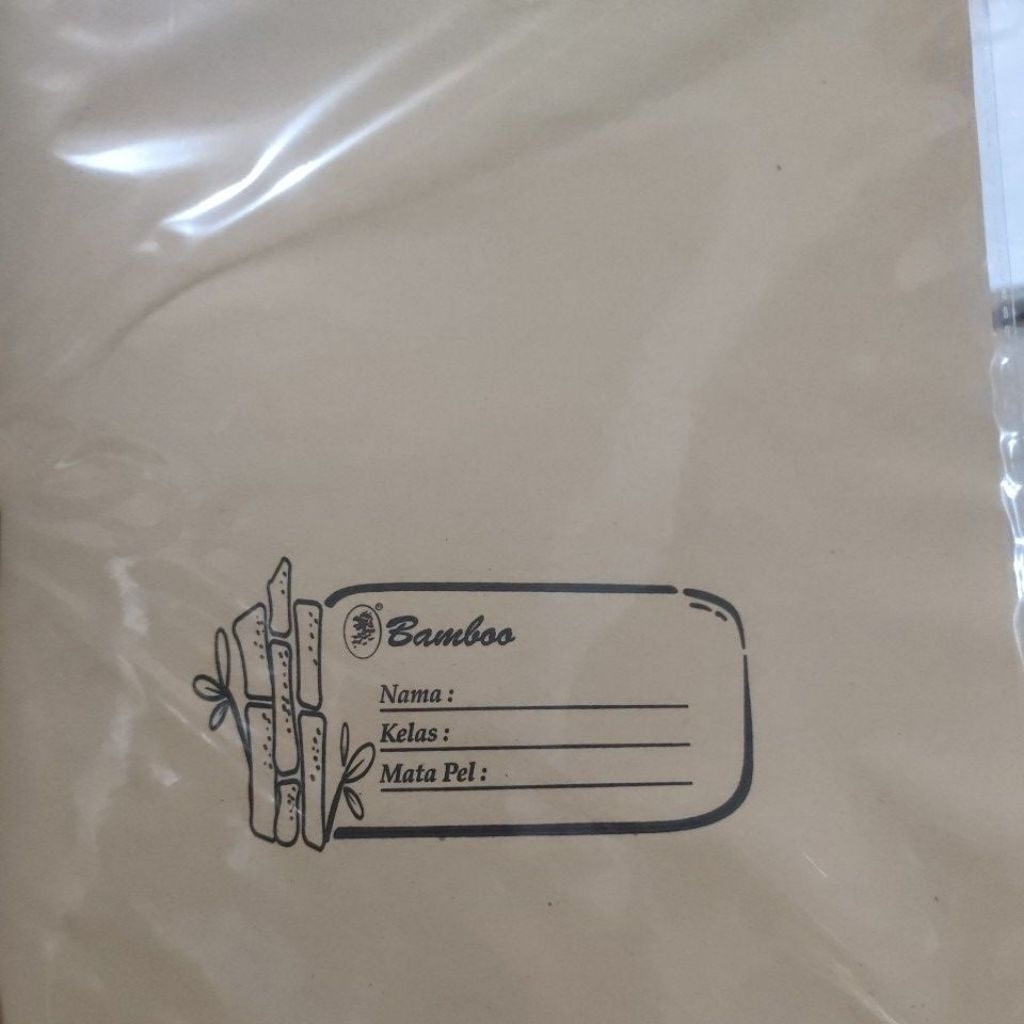 ® Bamboo
Nama :
Kelas :
Mata Pel :